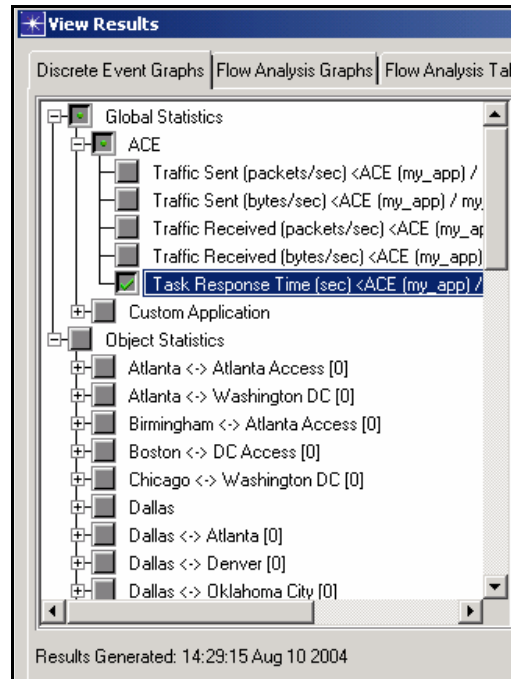 View Results
Discrete Event Graphs Flow Analysis Graphs Flow Analysis
Global Statistics
ACE
Traffic Sent (packets/sec) <ACE (my_app) /
Traffic Sent (bytes/sec) <ACE (my_app) / my
Traffic Received (packets/sec) <ACE
Traffic Received (bytes/sec) <ACE (my_app)
Task Response Time (sec) <ACE (my_app) /
Custom Application
Object Statistics
Atlanta <-> Atlanta Access [0]
Atlanta <-> Washington DC [0]
Birmingham <-> Atlanta Access [0]
Boston <-> DC Access [0]
Chicago <-> Washington DC [0]
Dallas
Dallas <-> Atlanta [0]
Dallas <-> Denver [0]
Dallas <-> Oklahoma City [0]
Results Generated: 14:29:15 Aug 10 2004